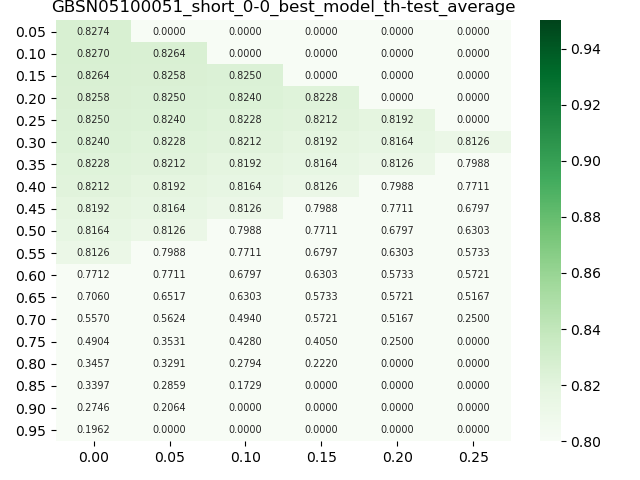 GBSN05100051_short_0-0_best_model_th-test_average
0.05 0.8274 0.0000 0.0000 0.0000 0.0000 0.0000
0.10 0.8270 0.8264 0.0000 0.0000 0.0000 0.0000
0.15 0.8264 0.8258 0.8250 0.0000 0.0000 0.0000
0.20 0.8258 0.8250 0.8240 0.8228 0.0000 0.0000
0.25 0.8250 0.8240 0.8228 0.8212 0.8192 0.0000
0.30 0.8240 0.8228 0.8212 0.8192 0.8164 0.8126
0.35 0.8228 0.8212 0.8192 0.8164 0.8126 0.7988
0.40 0.8212 0.8192 0.8164 0.8126 0.7988 0.7711
0.45 0.8192 0.8164 0.8126 0.7988 0.7711 0.6797
0.50 0.8164 0.8126 0.7988 0.7711 0.6797 0.6303
0.55 0.8126 0.7988 0.7711 0.6797 0.6303 0.5733
0.60 0.7712 0.7711 0.6797 0.6303 0.5733 0.5721
0.65 0.7060 0.6517 0.6303 0.5733 0.5721 0.5167
0.70 0.5570 0.5624 0.4940 0.5721 0.5167 0.2500
0.75 0.4904 0.3531 0.4280 0.4050 0.2500 0.0000
0.80 0.3457 0.3291 0.2794 0.2220 0.0000 0.0000
0.85 0.3397 0.2859 0.1729 0.0000 0.0000 0.0000
0.90 0.2746 0.2064 0.0000 0.0000 0.0000 0.0000
0.95 0.1962 0.0000 0.0000 0.0000 0.0000 0.0000
0.00 0.05 0.10 0.15 0.20 0.25
0.94
0.92
0.90
0.88
0.86
0.84
0.82
0.80